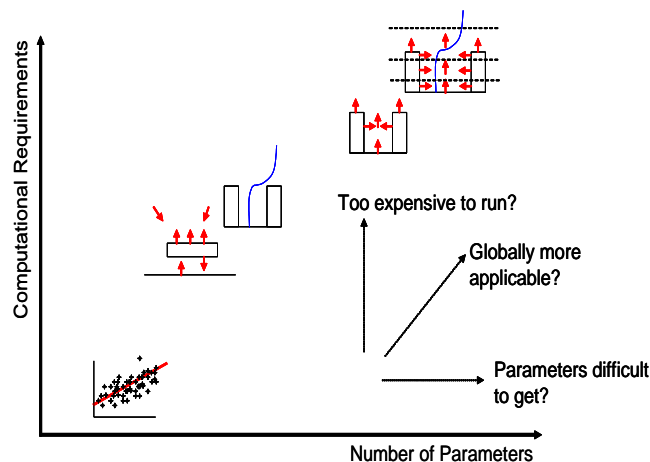 Computational Requirements
Too expensive to run?
Globally more
applicable?
Parameters difficult
to get?
Number of Parameters